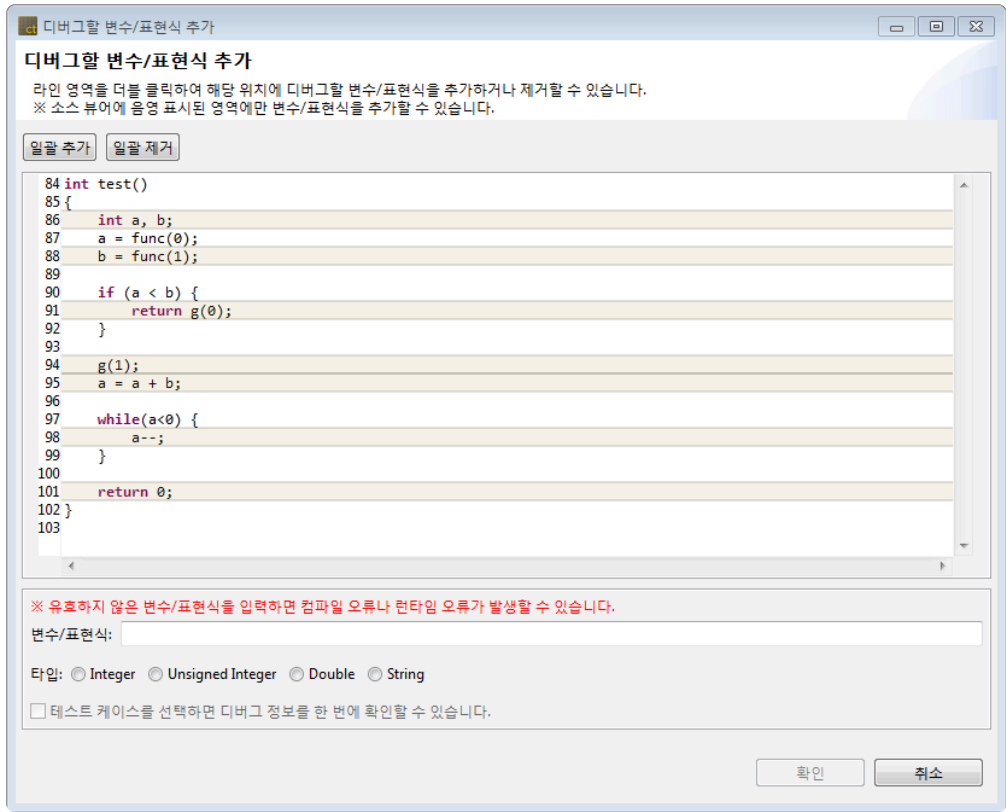 ct 디버그할 변수/표현식 추가
디버그할 변수/표현식 추가
라인 영역을 더블 클릭하여 해당 위치에 디버그할 변수/표현식을 추가하거나 제거할 수 있습니다.
※ 소스 뷰어에 음영 표시된 영역에만 변수/표현식을 추가할 수 있습니다.
일괄 추가 일괄 제거
84 int test()
85 {
86 int a, b;
87 a = func(0);
88 b = func(1);
89
90 if (a < b) {
91 return g(0);
92 }
93
94 g(1);
95 a = a + b;
96
97 while(a<0) {
98 a--;
99 }
100
101 return 0;
102 }
103
※ 유효하지 않은 변수/표현식을 입력하면 컴파일 오류나 런타임 오류가 발생할 수 있습니다.
변수/표현식:
타입: Integer Unsigned Integer Double String
테스트 케이스를 선택하면 디버그 정보를 한 번에 확인할 수 있습니다.
확인 취소